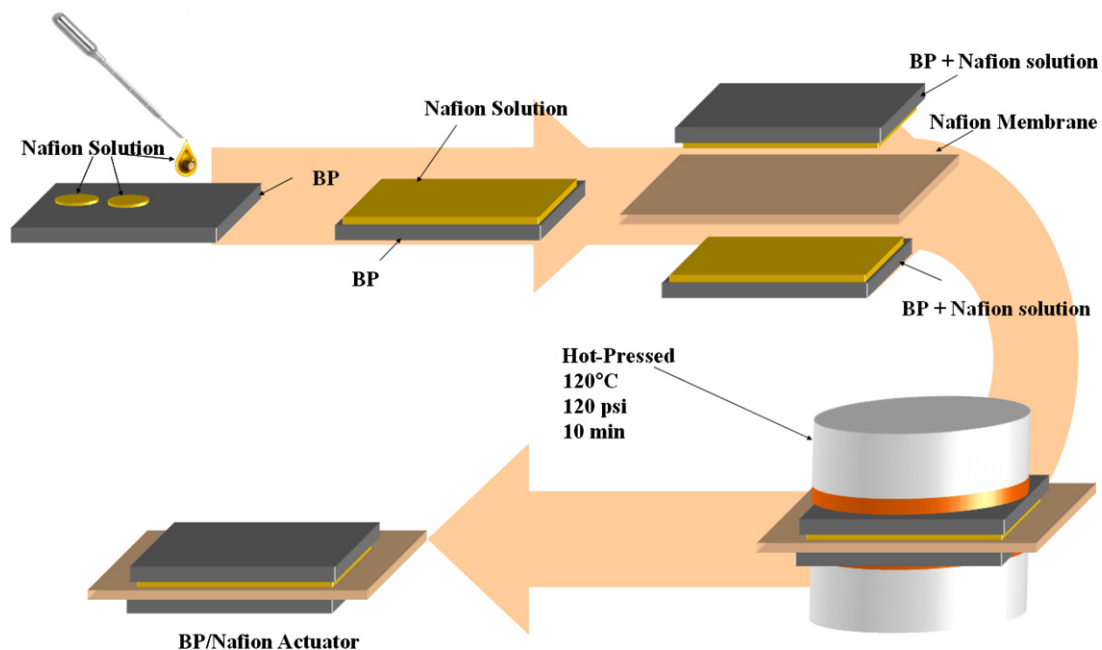 Nafion Solution
BP
Nafion Solution
BP
BP + Nafion solution
Nafion Membrane
BP + Nafion solution
Hot-Pressed
120°C
120 psi
10 min
BP/Nafion Actuator